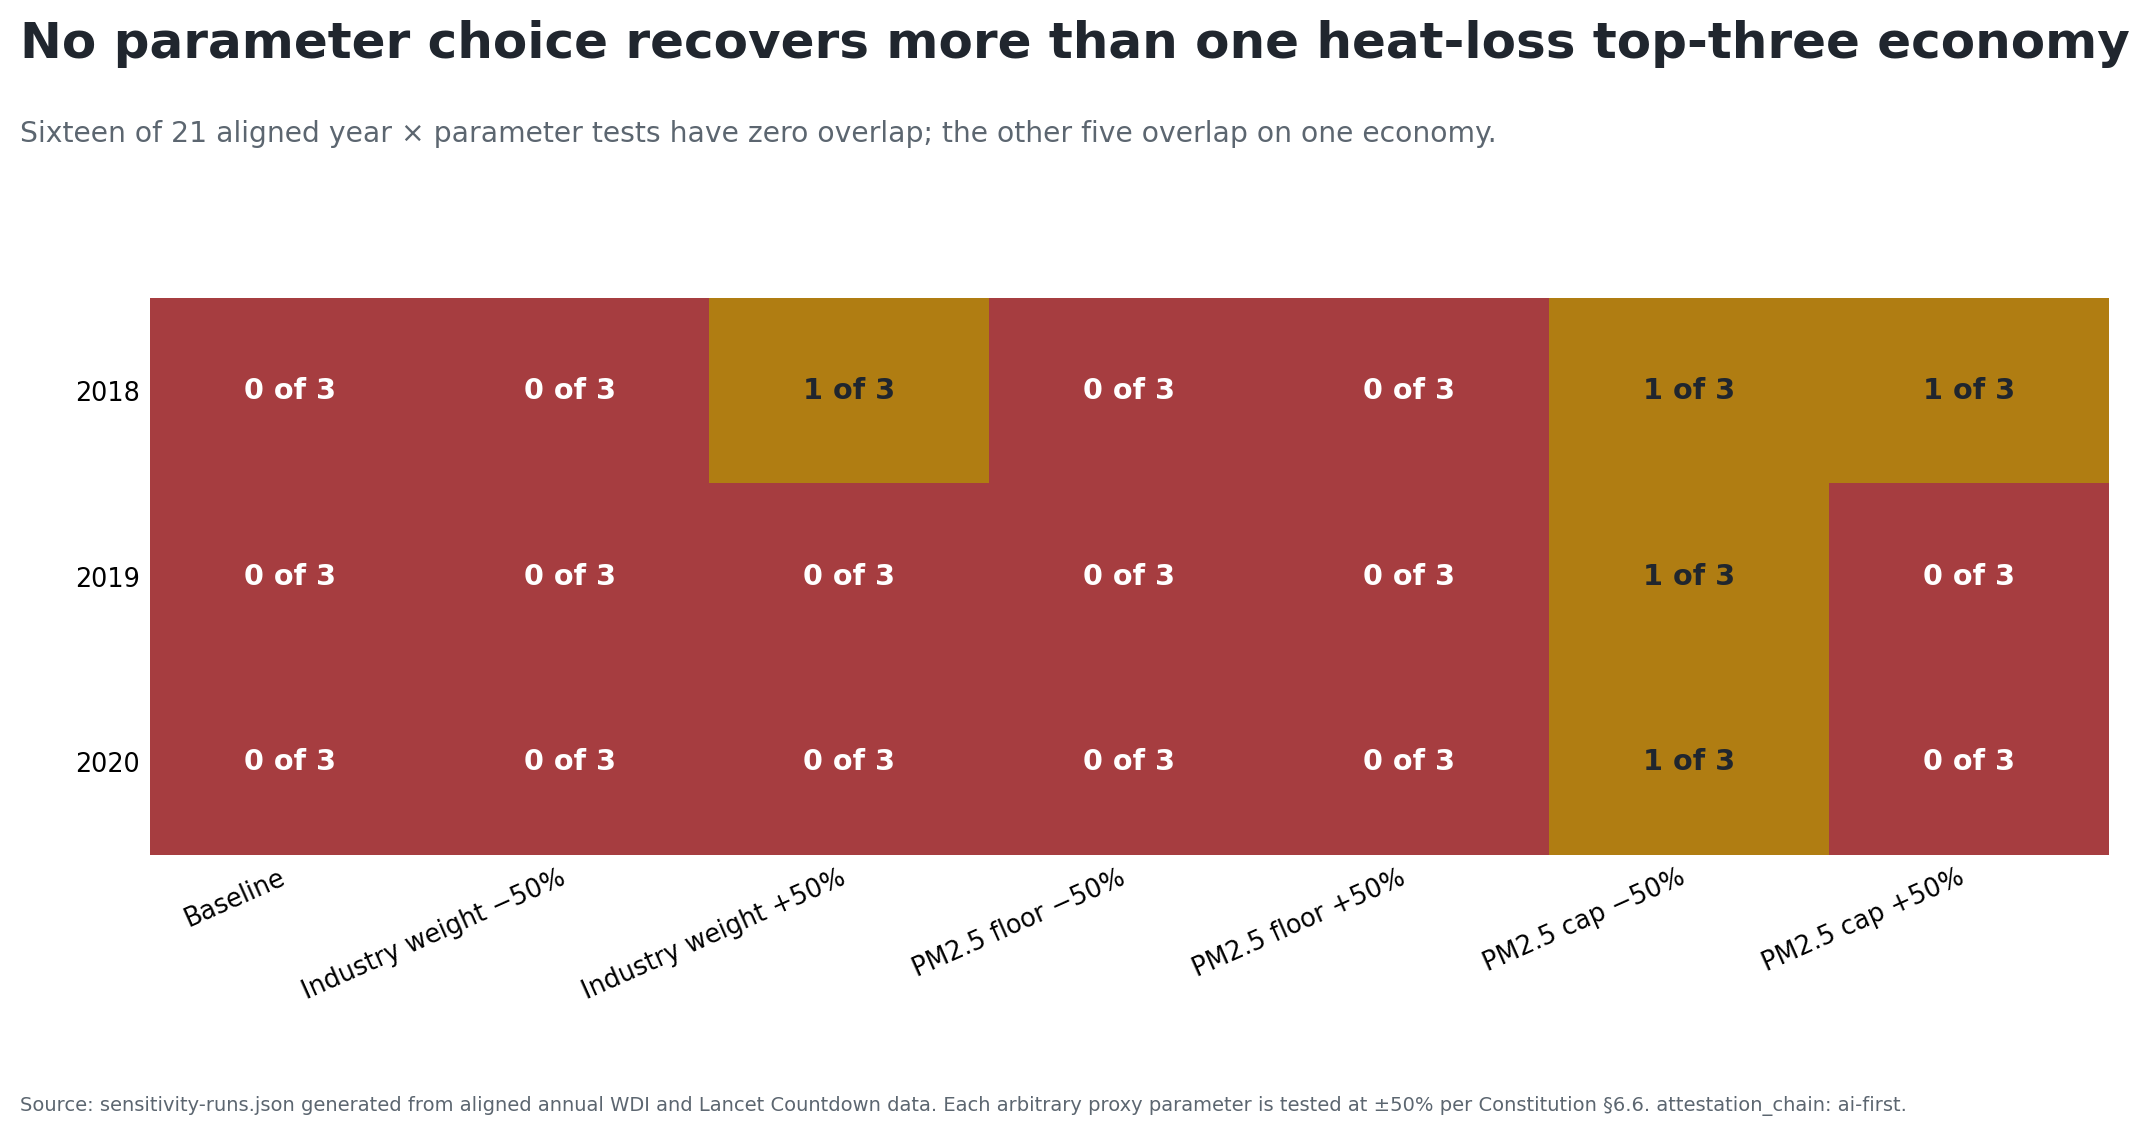 No parameter choice recovers more than one heat-loss top-three economy
Sixteen of 21 aligned year × parameter tests have zero overlap; the other five overlap on one economy.
2018 0 of 3 0 of 3 1 of 3 0 of 3 0 of 3 1 of 3 1 of 3
2019 0 of 3 0 of 3 0 of 3 0 of 3 0 of 3 1 of 3 0 of 3
2020 0 of 3 0 of 3 0 of 3 0 of 3 0 of 3 1 of 3 0 of 3
Baseline
Industry weight −50%
Industry weight +50%
PM2.5 floor −50%
PM2.5 floor +50%
PM2.5 cap −50%
PM2.5 cap +50%
Source: sensitivity-runs.json generated from aligned annual WDI and Lancet Countdown data. Each arbitrary proxy parameter is tested at ±50% per Constitution §6.6. attestation_chain: ai-first.